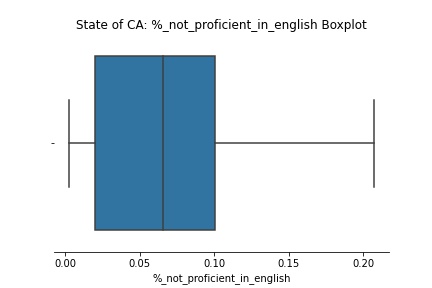 State of CA: %_not_proficient_in_english Boxplot
-
0.00 0.05 0.10 0.15 0.20
%_not_proficient_in_english